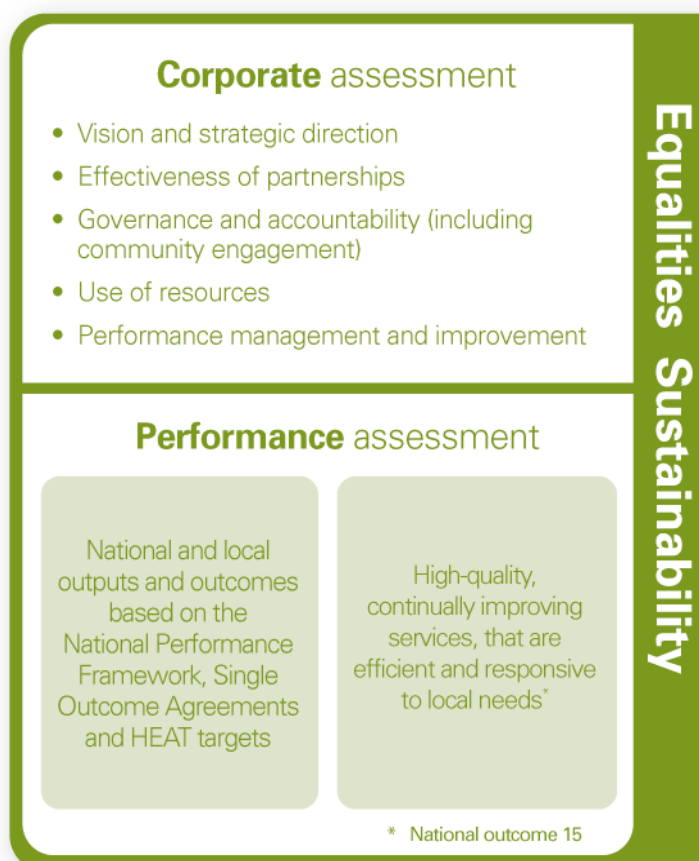 Corporate assessment
• Vision and strategic direction
• Effectiveness of partnerships
• Governance and accountability (including
community engagement)
• Use of resources
• Performance management and improvement
Performance assessment
National and local
outputs and outcomes
based on the
National Performance
Framework, Single
Outcome Agreements
and HEAT targets
High-quality,
continually improving
services, that are
efficient and responsive
to local needs*
* National outcome 15
Equalities Sustainability